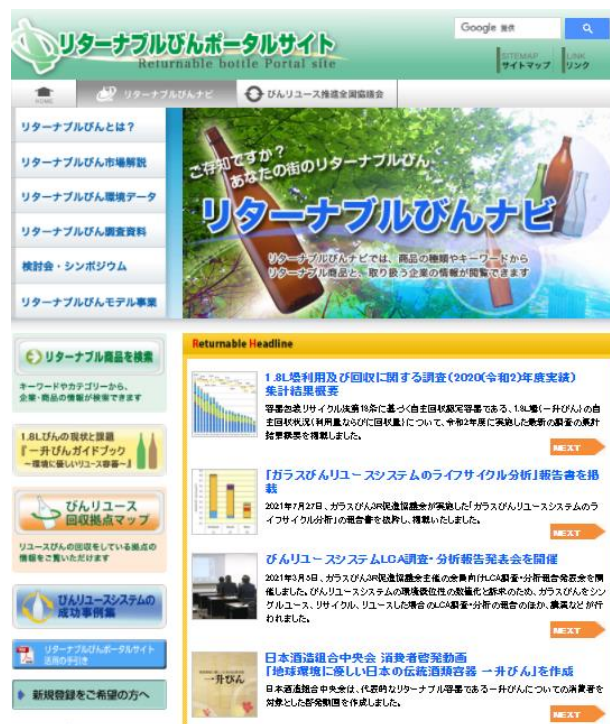 リターナブルびんポータルサイト
Returnable bottle Portal site
Google 提供
SITEMAP
サイトマップ
LINK
リンク
HOME
リターナブルびんナビ
びんリユース推進全国協議会
リターナブルびんとは？
リターナブルびん市場解説
リターナブルびん環境データ
リターナブルびん調査資料
検討会・シンポジウム
リターナブルびんモデル事業
ご存知ですか？
あなたの街のリターナブルびん
リターナブルびんナビ
リターナブルびんナビでは、商品の種類やキーワードから
リターナブル商品と、取り扱う企業の情報が閲覧できます
リターナブル商品を検索
キーワードやカテゴリーから、
企業・商品の情報が検索できます
1.8Lびんの現状と課題
『一升びんガイドブック
～環境に優しいリユース容器～』
びんリユース
回収拠点マップ
リユースびんの回収をしている拠点の
情報をご覧いただけます
びんリユースシステムの
成功事例集
リターナブルびんポータルサイト
活用の手引き
新規登録をご希望の方へ
Returnable Headline
1.8L壜利用及び回収に関する調査(2020(令和2)年度実績)
集計結果概要
容器包装リサイクル法第18条に基づく自主回収認定容器である、1.8L壜(一升びん)の自
主回収状況(利用量ならびに回収量)について、令和2年度に実施した最新の調査の集計
結果概要を掲載しました。
NEXT
「ガラスびんリユースシステムのライフサイクル分析」報告書を掲
載
2021年7月27日、ガラスびん3R促進協議会が実施した「ガラスびんリユースシステムのラ
イフサイクル分析」の報告書を抜粋し、掲載いたしました。
NEXT
びんリユースシステムLCA調査・分析報告発表会を開催
2021年3月5日、ガラスびん3R促進協議会主催の会員向けLCA調査・分析報告発表会を開
催しました。びんリユースシステムの環境優位性の数値化と訴求のため、ガラスびんをシン
グルユース、リサイクル、リユースした場合のLCA調査・分析の報告のほか、講演などが行
われました。
NEXT
日本酒造組合中央会 消費者啓発動画
「地球環境に優しい日本の伝統酒類容器 一升びん」を作成
一升びん
日本酒造組合中央会は、代表的なリターナブル容器である一升びんについての消費者を
対象とした啓発動画を作成しました。
NEXT